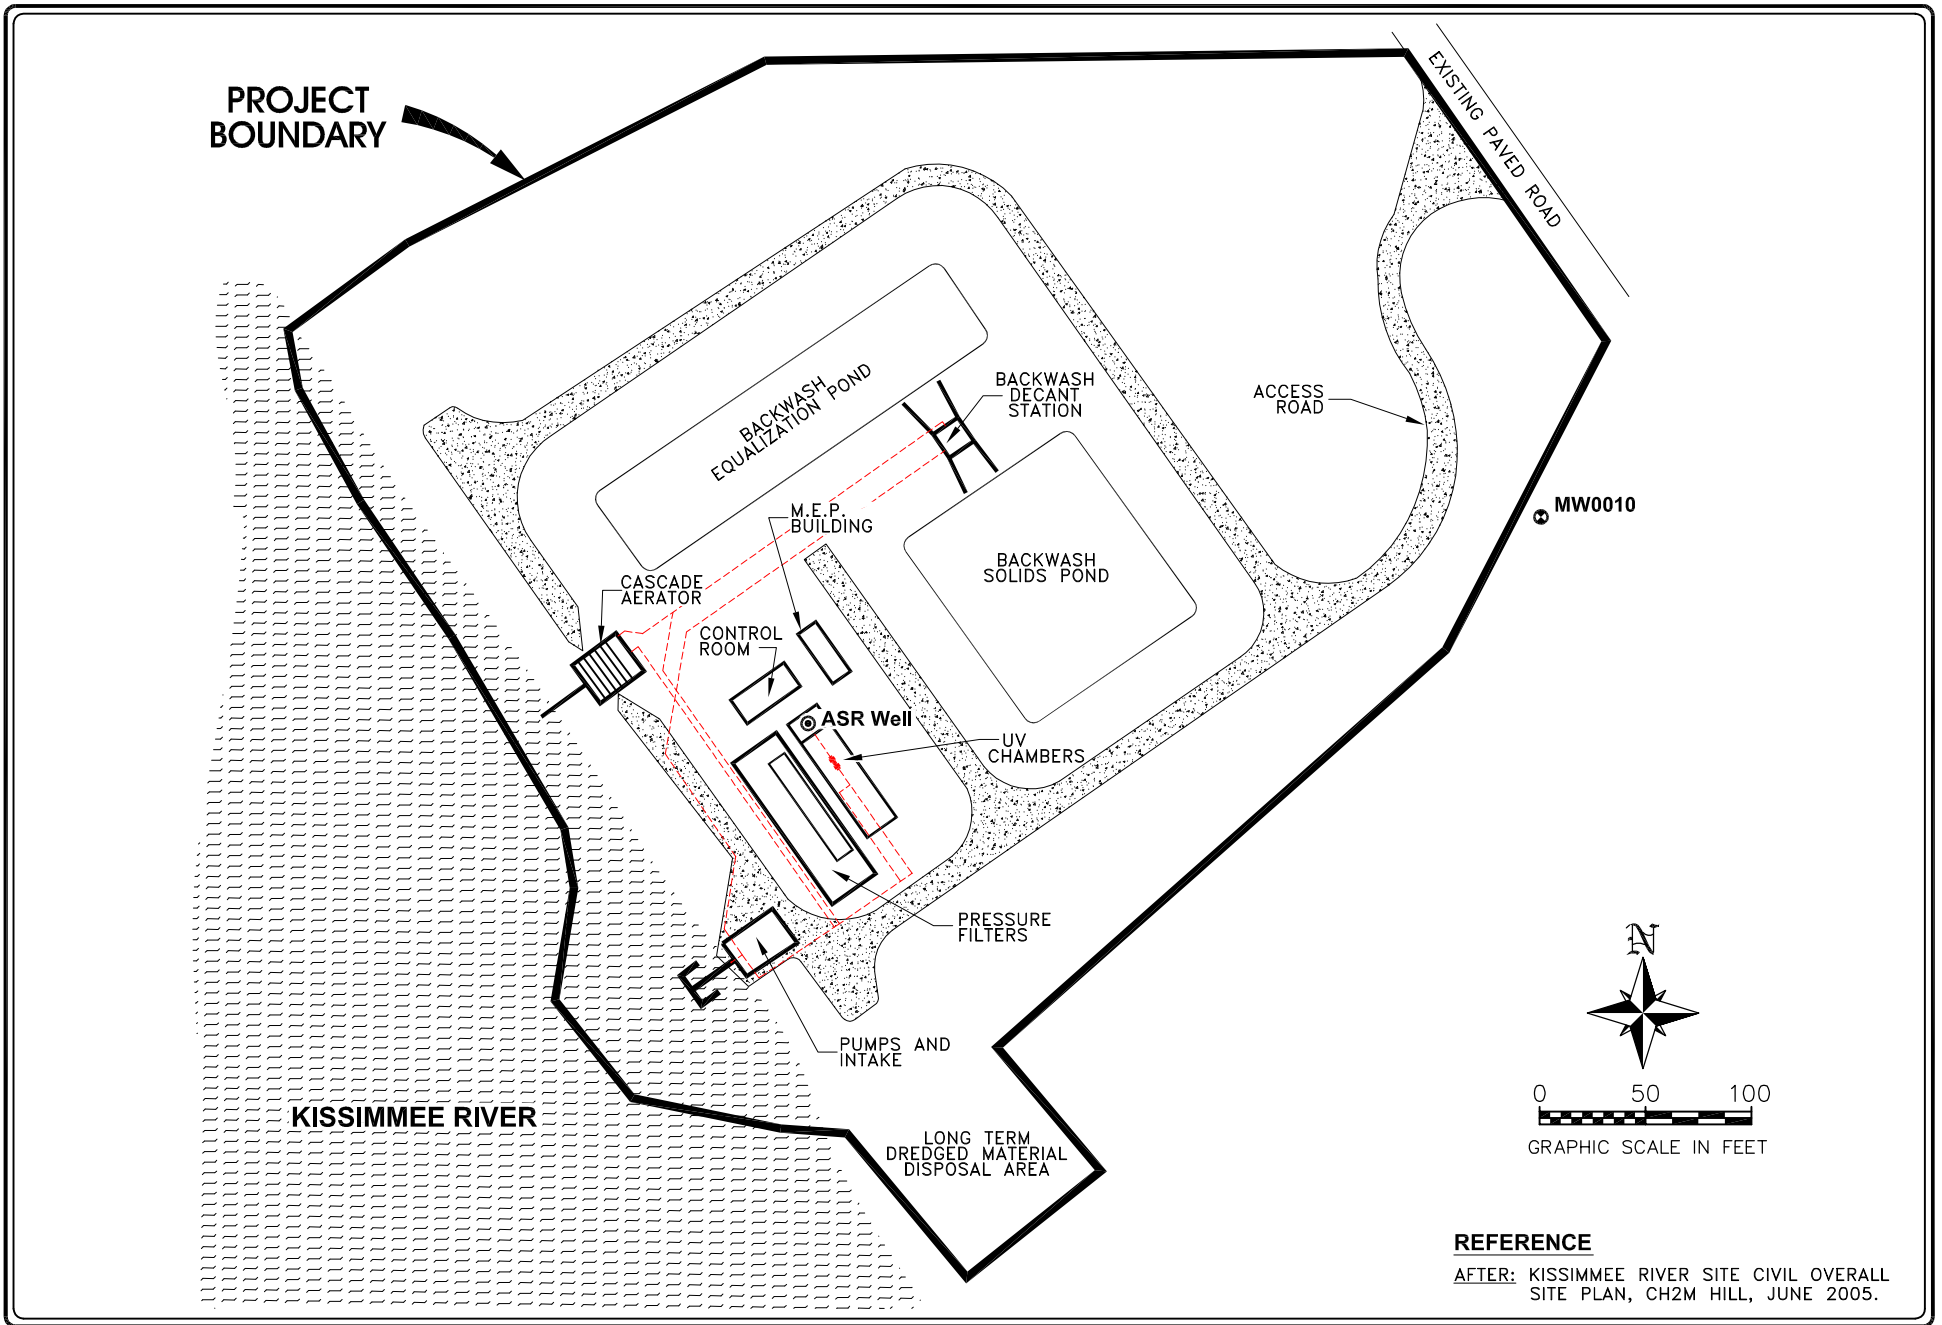 PROJECT
BOUNDARY
EXISTING PAVED ROAD
BACKWASH
EQUALIZATION POND
BACKWASH
DECANT
STATION
ACCESS
ROAD
MW0010
M.E.P.
BUILDING
BACKWASH
SOLIDS POND
CASCADE
AERATOR
CONTROL
ROOM
ASR Well
UV
CHAMBERS
PRESSURE
FILTERS
PUMPS AND
INTAKE
KISSIMMEE RIVER
LONG TERM
DREDGED MATERIAL
DISPOSAL AREA
N
0 50 100
GRAPHIC SCALE IN FEET
REFERENCE
AFTER: KISSIMMEE RIVER SITE CIVIL OVERALL
SITE PLAN, CH2M HILL, JUNE 2005.